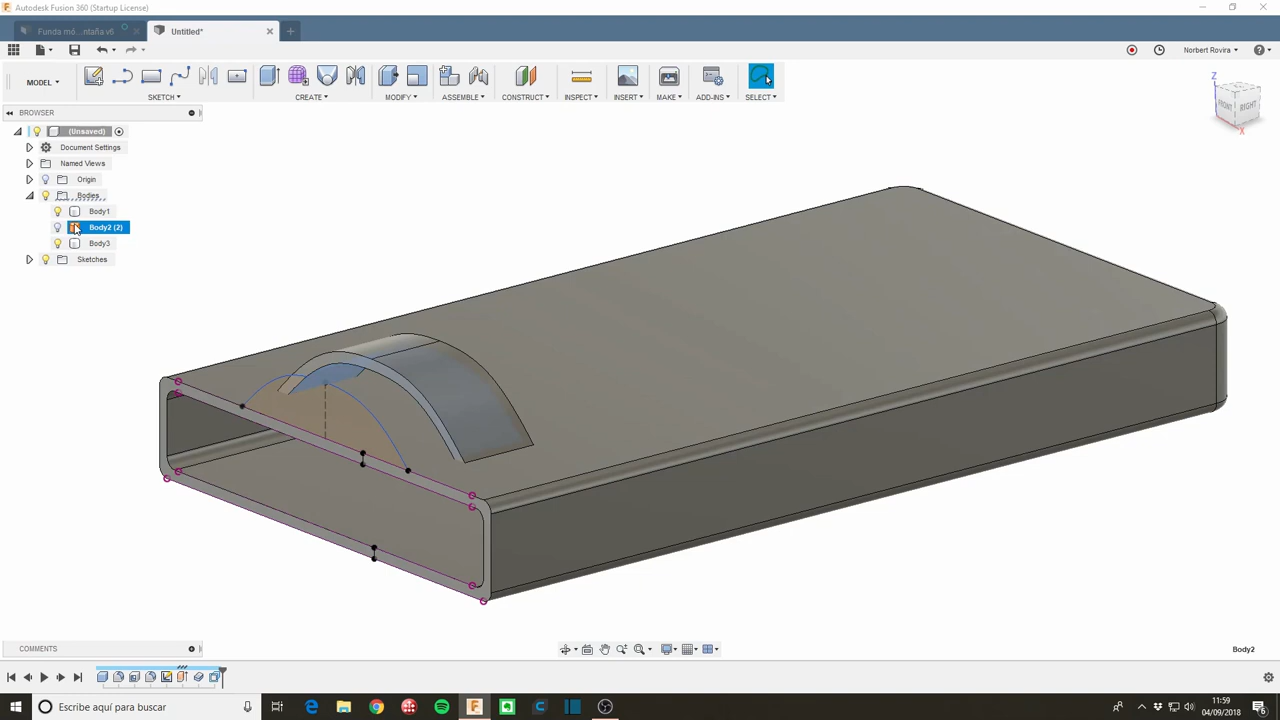 Autodesk Fusion 360 (Startup License)
Funda mó...ntaña v6
Untitled*
Norbert Rovira
MODEL
SKETCH
CREATE
MODIFY
ASSEMBLE
CONSTRUCT
INSPECT
INSERT
MAKE
ADD-INS
SELECT
BROWSER
(Unsaved)
Document Settings
Named Views
Origin
Bodies
Body1
Body2 (2)
Body3
Sketches
Z
FRONT
RIGHT
X
COMMENTS
Body2
Escribe aquí para buscar
11:59
04/09/2018
6